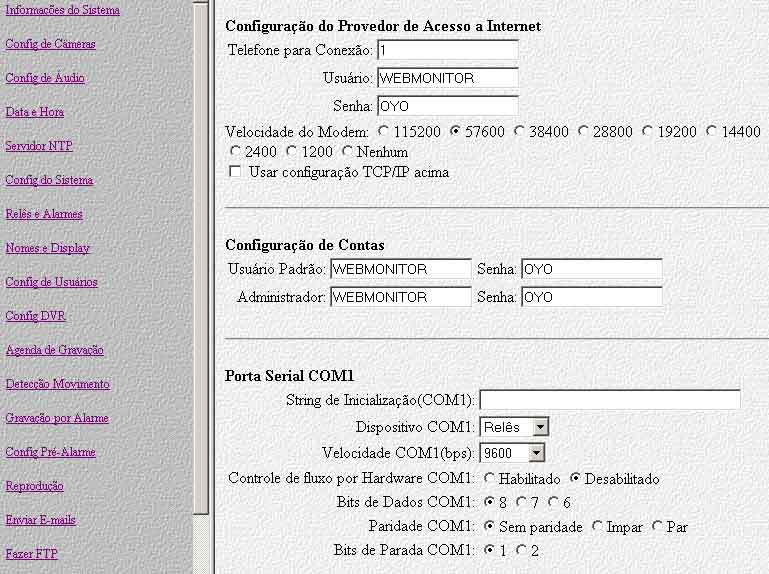 Informações do Sistema
Config de Câmeras
Config de Áudio
Data e Hora
Servidor NTP
Config do Sistema
Relês e Alarmes
Nomes e Display
Config de Usuários
Config DVR
Agenda de Gravação
Detecção Movimento
Gravação por Alarme
Config Pré-Alarme
Reprodução
Enviar E-mails
Fazer FTP
Configuração do Provedor de Acesso a Internet
Telefone para Conexão: 1
Usuário: WEBMONITOR
Senha: OYO
Velocidade do Modem: 115200 57600 38400 28800 19200 14400
2400 1200 Nenhum
Usar configuração TCP/IP acima
Configuração de Contas
Usuário Padrão: WEBMONITOR Senha: OYO
Administrador: WEBMONITOR Senha: OYO
Porta Serial COM1
String de Inicialização(COM1):
Dispositivo COM1: Relês
Velocidade COM1(bps): 9600
Controle de fluxo por Hardware COM1: Habilitado Desabilitado
Bits de Dados COM1: 8 7 6
Paridade COM1: Sem paridade Impar Par
Bits de Parada COM1: 1 2